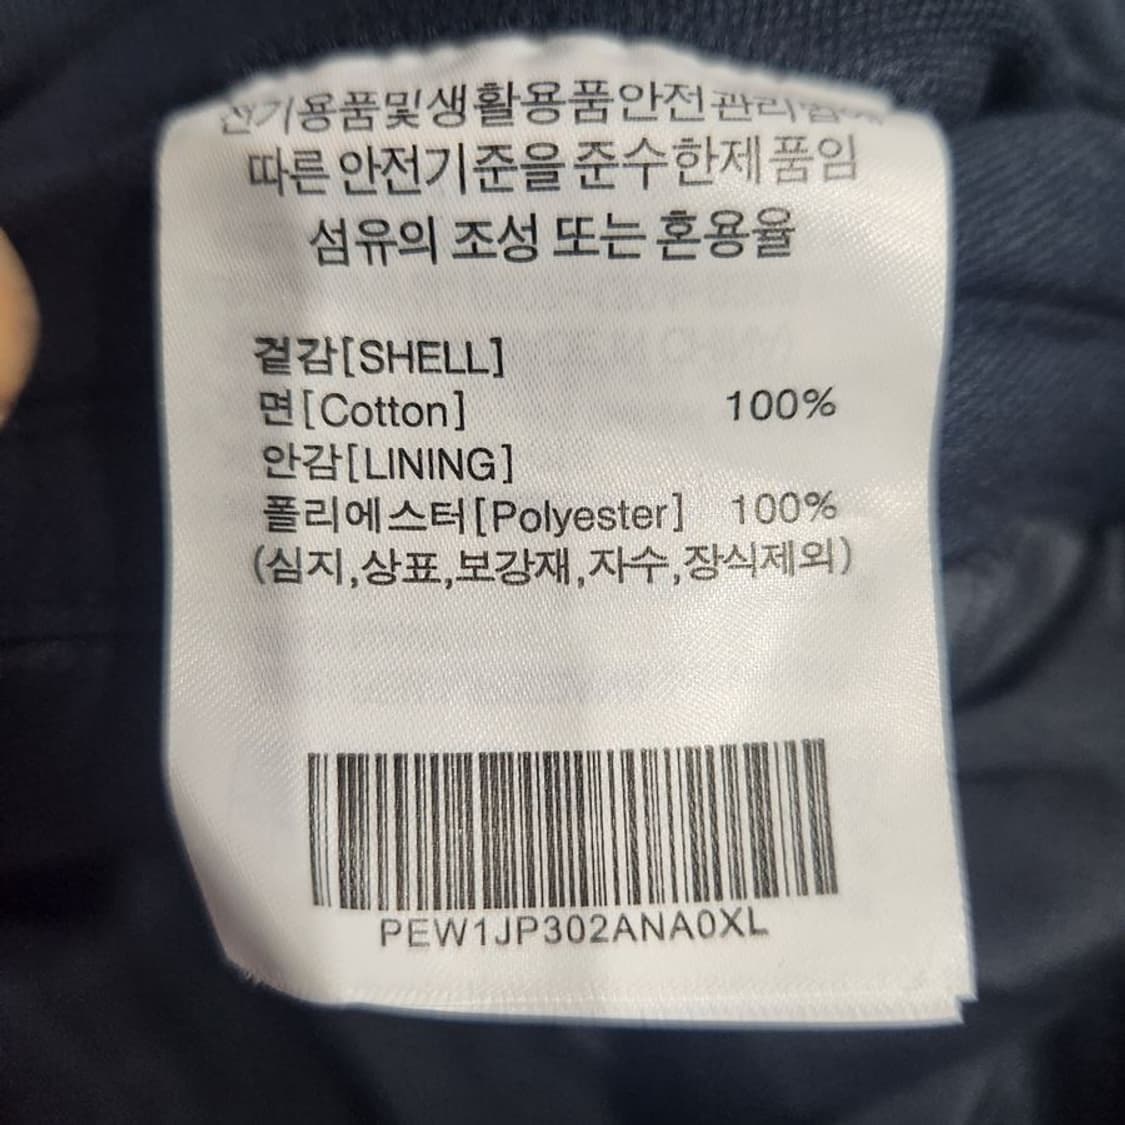 전기용품및생활용품안전관리법에
따른 안전기준을 준수한제품임
섬유의 조성 또는 혼용율
겉감[SHELL]
면[Cotton] 100%
안감[LINING]
폴리에스터[Polyester] 100%
(심지,상표,보강재,자수,장식제외)
PEW1JP302ANA0XL